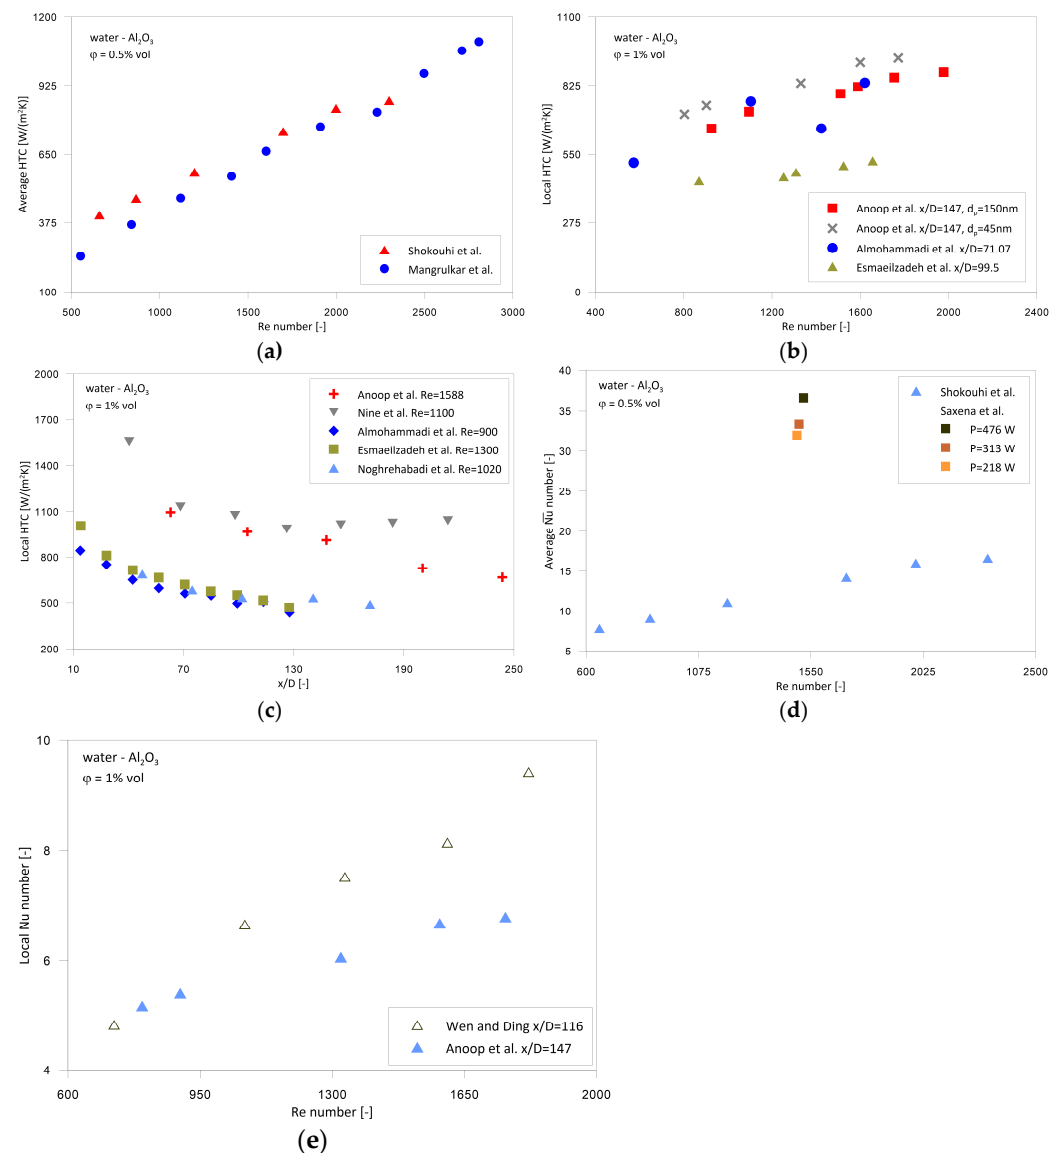 1200
925
650
375
100
Average HTC [W/(m²K)]
water - Al₂O₃
φ = 0.5% vol
Shokouhi et al.
Mangrulkar et al.
500 1000 1500 2000 2500 3000
Re number [-]
(a)
1100
825
550
275
0
Local HTC [W/(m²K)]
water - Al₂O₃
φ = 1% vol
Anoop et al. x/D=147, dₚ=150nm
Anoop et al. x/D=147, dₚ=45nm
Almohammadi et al. x/D=71.07
Esmaeilzadeh et al. x/D=99.5
400 800 1200 1600 2000 2400
Re number [-]
(b)
2000
1700
1400
1100
800
500
200
Local HTC [W/(m²K)]
water - Al₂O₃
φ = 1% vol
Anoop et al. Re=1588
Nine et al. Re=1100
Almohammadi et al. Re=900
Esmaeilzadeh et al. Re=1300
Noghrehabadi et al. Re=1020
10 70 130 190 250
x/D [-]
(c)
40
35
30
25
20
15
10
5
Average Nu number [-]
water - Al₂O₃
φ = 0.5% vol
Shokouhi et al.
Saxena et al.
P=476 W
P=313 W
P=218 W
600 1075 1550 2025 2500
Re number [-]
(d)
10
8
6
4
Local Nu number [-]
water - Al₂O₃
φ = 1% vol
Wen and Ding x/D=116
Anoop et al. x/D=147
600 950 1300 1650 2000
Re number [-]
(e)